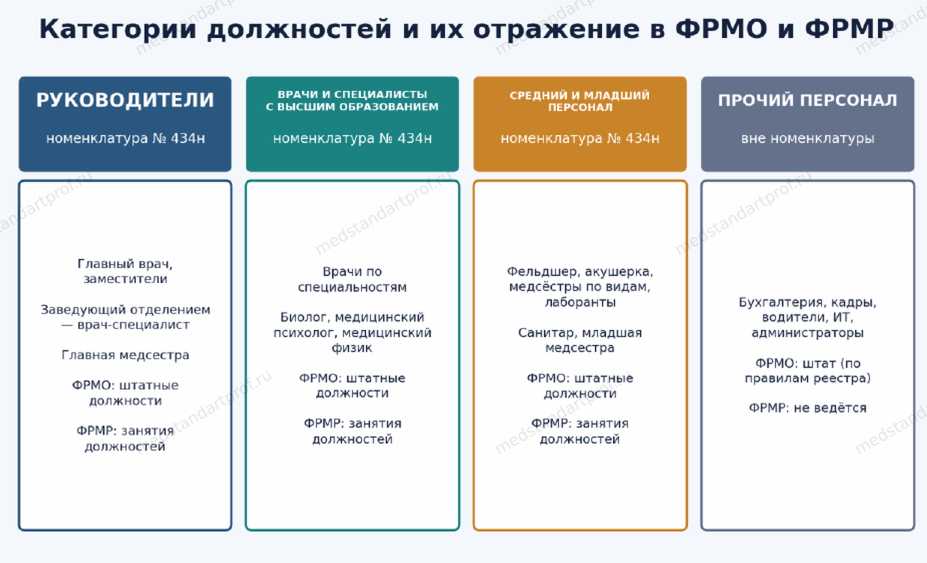 Категории должностей и их отражение в ФРМО и ФРМР
РУКОВОДИТЕЛИ
номенклатура № 434н
Главный врач,
заместители
Заведующий отделением
— врач-специалист
Главная медсестра
ФРМО: штатные
должности
ФРМР: занятия
должностей
ВРАЧИ И СПЕЦИАЛИСТЫ
С ВЫСШИМ ОБРАЗОВАНИЕМ
номенклатура № 434н
Врачи по
специальностям
Биолог, медицинский
психолог, медицинский
физик
ФРМО: штатные
должности
ФРМР: занятия
должностей
СРЕДНИЙ И МЛАДШИЙ
ПЕРСОНАЛ
номенклатура № 434н
Фельдшер, акушерка,
медсёстры по видам,
лаборанты
Санитар, младшая
медсестра
ФРМО: штатные
должности
ФРМР: занятия
должностей
ПРОЧИЙ ПЕРСОНАЛ
вне номенклатуры
Бухгалтерия, кадры,
водители, ИТ,
администраторы
ФРМО: штат (по
правилам реестра)
ФРМР: не ведётся
medstandartprof.ru